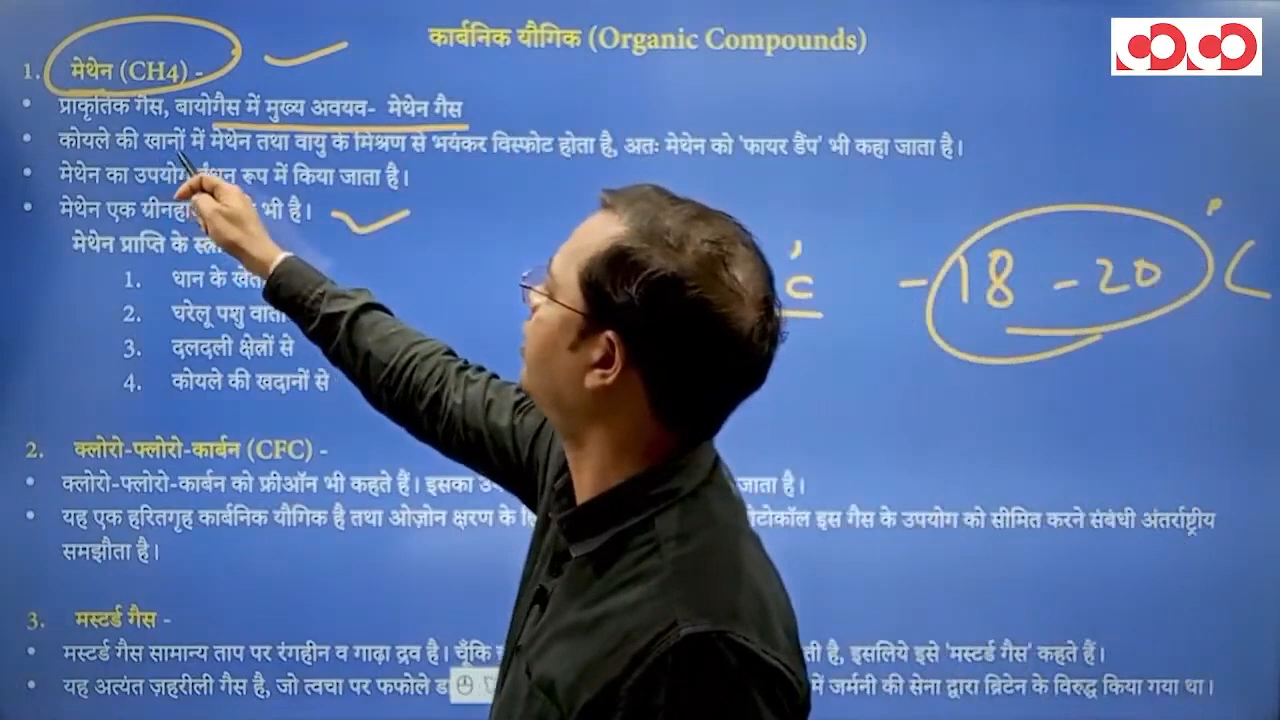 कार्बनिक यौगिक (Organic Compounds)
1. मेथेन (CH4) -
• प्राकृतिक गैस, बायोगैस में मुख्य अवयव- मेथेन गैस
• कोयले की खानों में मेथेन तथा वायु के मिश्रण से भयंकर विस्फोट होता है, अतः मेथेन को 'फायर डैंप' भी कहा जाता है।
• मेथेन का उपयोग रूप में किया जाता है।
• मेथेन एक भी है।
मेथेन प्राप्ति के
1. धान के
2. घरेलू पशु
3. दलदली क्षेत्रों से
4. कोयले की खदानों से
°C -18 -20 °C
2. क्लोरो-फ्लोरो-कार्बन (CFC) -
• क्लोरो-फ्लोरो-कार्बन को फ्रीऑन भी कहते हैं। इसका जाता है।
• यह एक हरितगृह कार्बनिक यौगिक है तथा ओज़ोन क्षरण के इस गैस के उपयोग को सीमित करने संबंधी अंतर्राष्ट्रीय
समझौता है।
3. मस्टर्ड गैस -
• मस्टर्ड गैस सामान्य ताप पर रंगहीन व गाढ़ा द्रव है। चूँकि है, इसलिये इसे 'मस्टर्ड गैस' कहते हैं।
• यह अत्यंत ज़हरीली गैस है, जो त्वचा पर फफोले में जर्मनी की सेना द्वारा ब्रिटेन के विरुद्ध किया गया था।